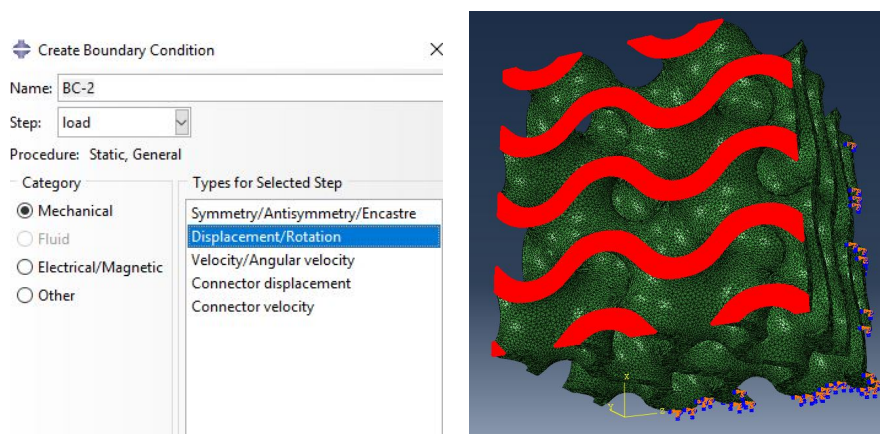 Create Boundary Condition
Name: BC-2
Step: load
Procedure: Static, General
Category
Types for Selected Step
Mechanical
Fluid
Electrical/Magnetic
Other
Symmetry/Antisymmetry/Encastre
Displacement/Rotation
Velocity/Angular velocity
Connector displacement
Connector velocity
X
Y
Z